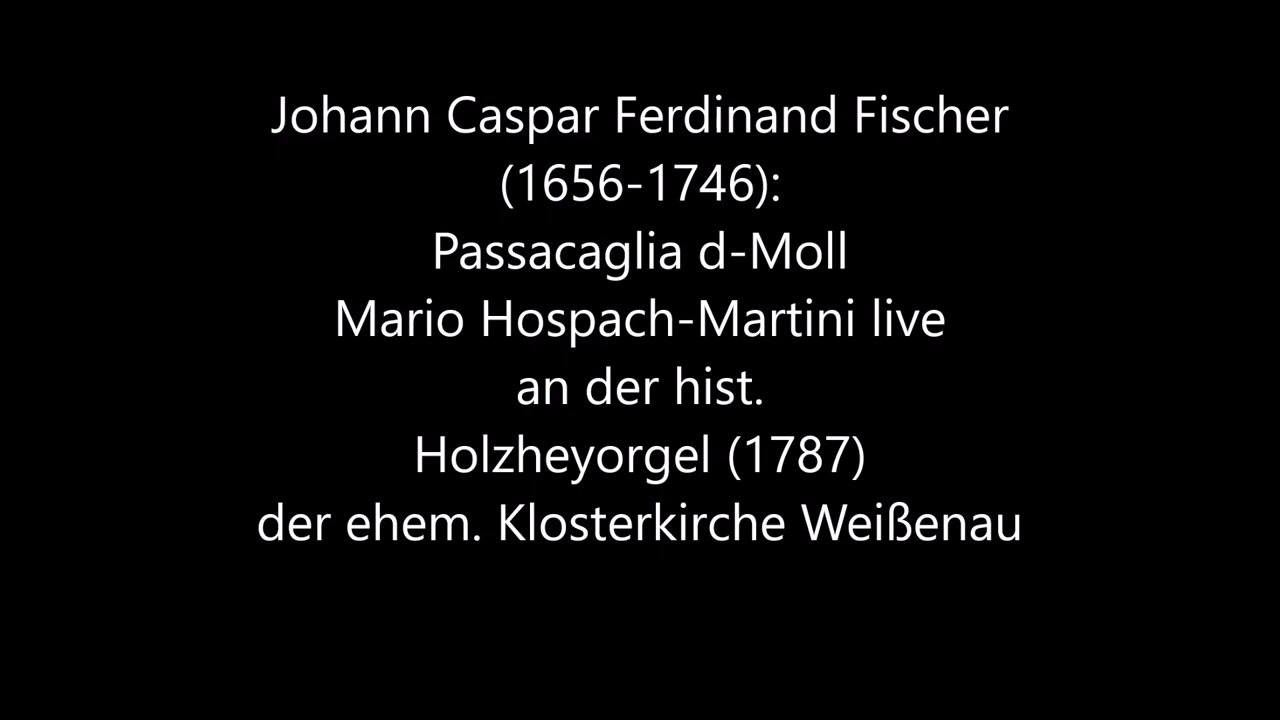 Johann Caspar Ferdinand Fischer
(1656-1746):
Passacaglia d-Moll
Mario Hospach-Martini live
an der hist.
Holzheyorgel (1787)
der ehem. Klosterkirche Weißenau